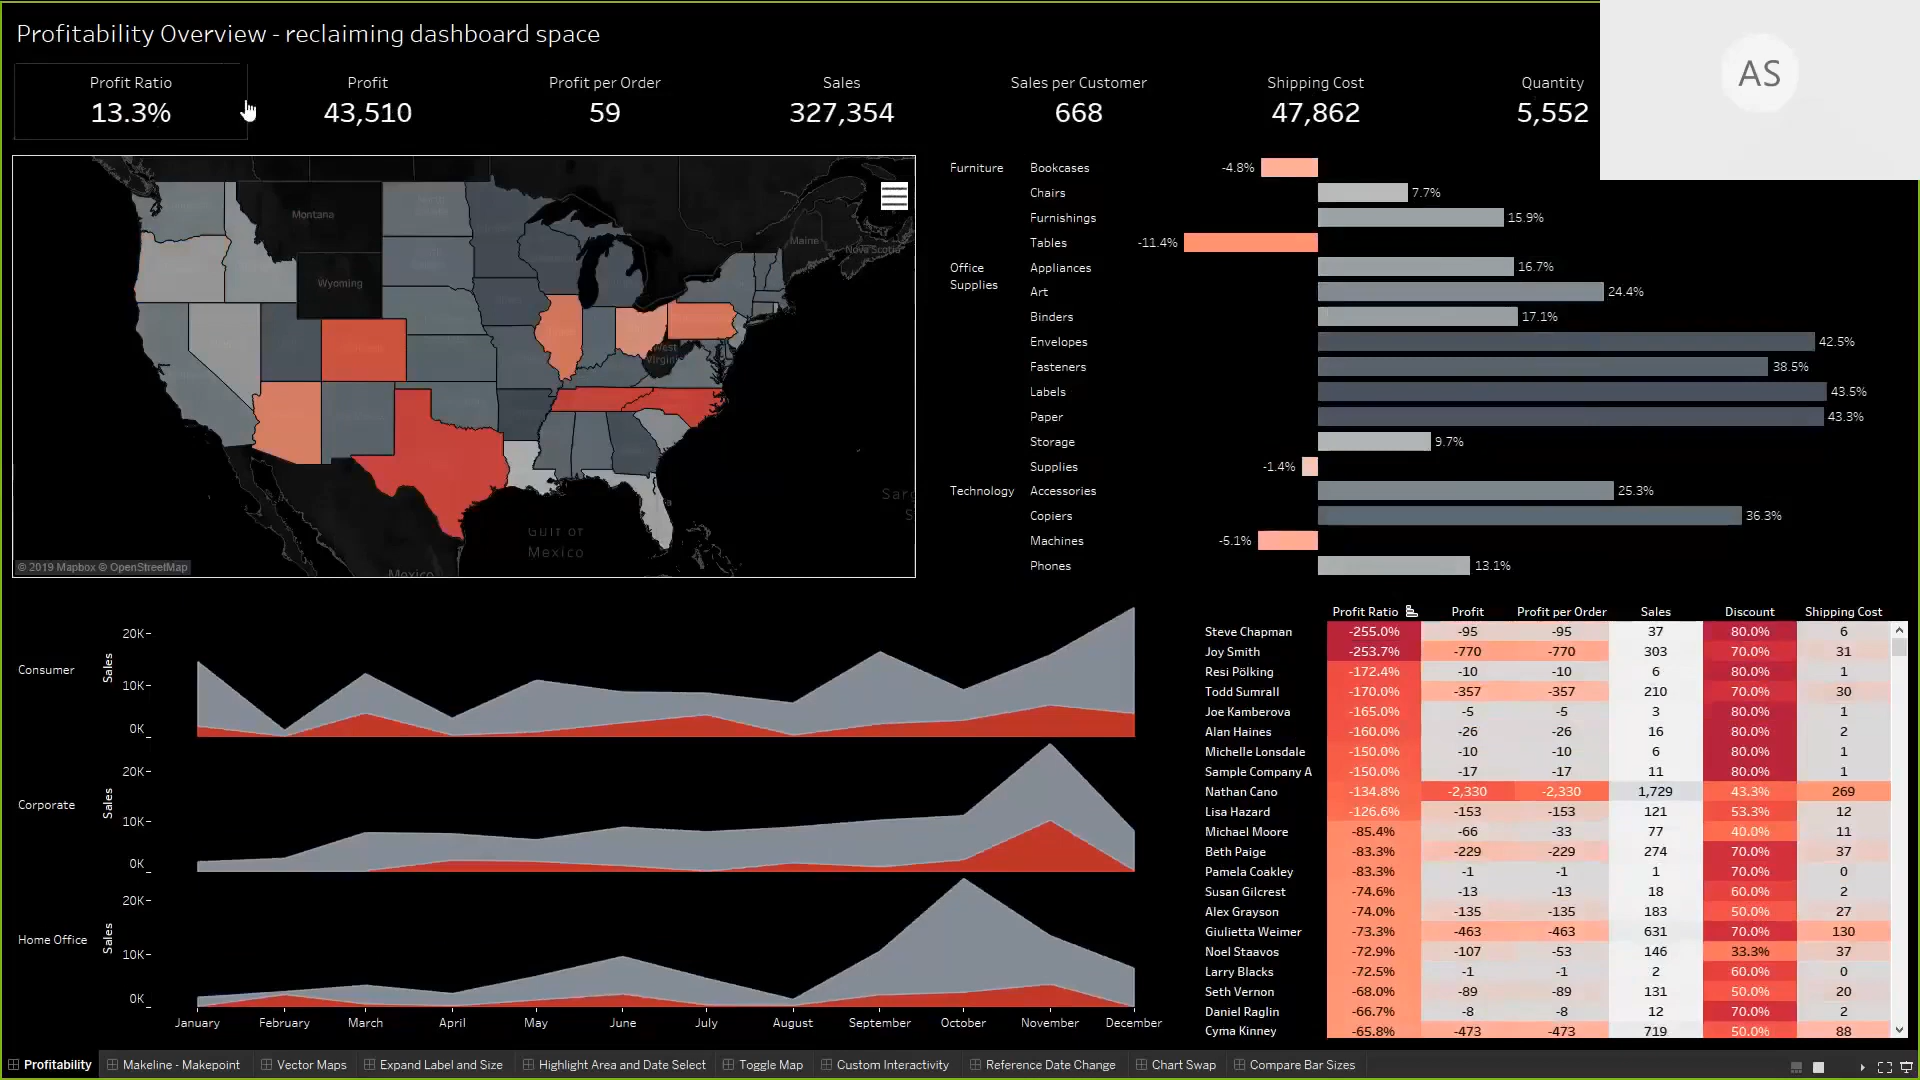 Profitability Overview - reclaiming dashboard space
AS
Profit Ratio Profit Profit per Order Sales Sales per Customer Shipping Cost Quantity
13.3% 43,510 59 327,354 668 47,862 5,552
Montana
Wyoming
Maine
Nova Scotia
West
Virginia
Gulf of
Mexico
Mexico
© 2019 Mapbox © OpenStreetMap
Furniture Bookcases -4.8%
Chairs 7.7%
Furnishings 15.9%
Tables -11.4%
Office Supplies Appliances 16.7%
Art 24.4%
Binders 17.1%
Envelopes 42.5%
Fasteners 38.5%
Labels 43.5%
Paper 43.3%
Storage 9.7%
Supplies -1.4%
Technology Accessories 25.3%
Copiers 36.3%
Machines -5.1%
Phones 13.1%
Consumer Sales 20K 10K 0K
Corporate Sales 20K 10K 0K
Home Office Sales 20K 10K 0K
January February March April May June July August September October November December
Profit Ratio Profit Profit per Order Sales Discount Shipping Cost
Steve Chapman -255.0% -95 -95 37 80.0% 6
Joy Smith -253.7% -770 -770 303 70.0% 31
Resi Pölking -172.4% -10 -10 6 80.0% 1
Todd Sumrall -170.0% -357 -357 210 70.0% 30
Joe Kamberova -165.0% -5 -5 3 80.0% 1
Alan Haines -160.0% -26 -26 16 80.0% 2
Michelle Lonsdale -150.0% -10 -10 6 80.0% 1
Sample Company A -150.0% -17 -17 11 80.0% 1
Nathan Cano -134.8% -2,330 -2,330 1,729 43.3% 269
Lisa Hazard -126.6% -153 -153 121 53.3% 12
Michael Moore -85.4% -66 -33 77 40.0% 11
Beth Paige -83.3% -229 -229 274 70.0% 37
Pamela Coakley -83.3% -1 -1 1 70.0% 0
Susan Gilcrest -74.6% -13 -13 18 60.0% 2
Alex Grayson -74.0% -135 -135 183 50.0% 27
Giulietta Weimer -73.3% -463 -463 631 70.0% 130
Noel Staavos -72.9% -107 -53 146 33.3% 37
Larry Blacks -72.5% -1 -1 2 60.0% 0
Seth Vernon -68.0% -89 -89 131 50.0% 20
Daniel Raglin -66.7% -8 -8 12 70.0% 2
Cyma Kinney -65.8% -473 -473 719 50.0% 88
Profitability Makeline - Makepoint Vector Maps Expand Label and Size Highlight Area and Date Select Toggle Map Custom Interactivity Reference Date Change Chart Swap Compare Bar Sizes